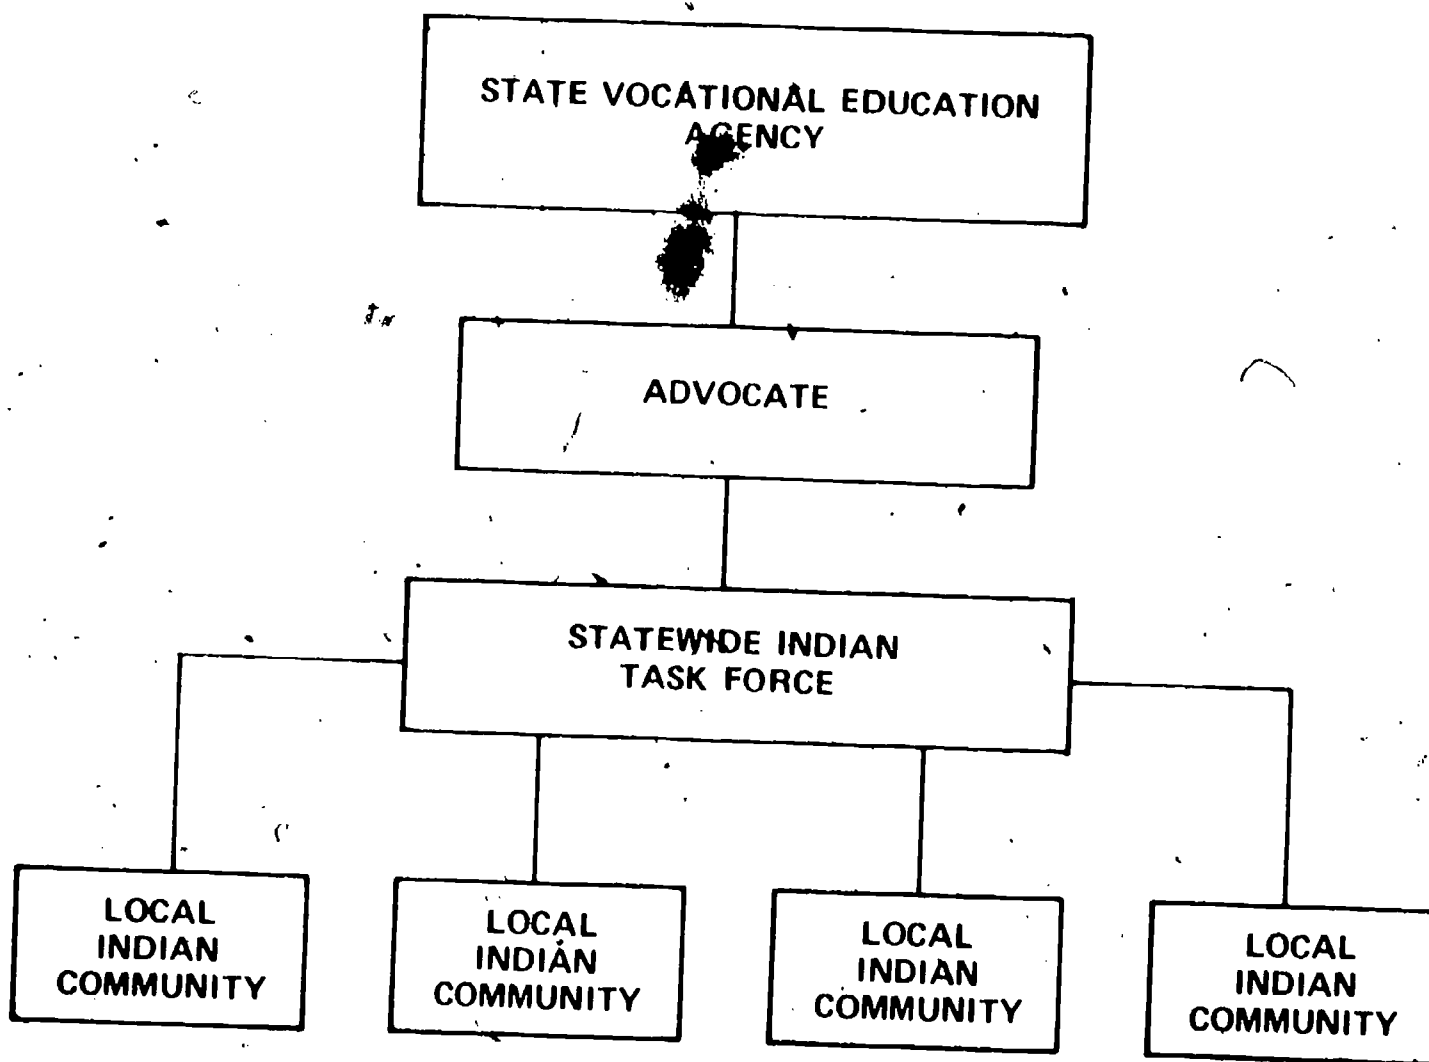 STATE VOCATIONAL EDUCATION
AGENCY
ADVOCATE
STATEWIDE INDIAN
TASK FORCE
LOCAL
INDIAN
COMMUNITY
LOCAL
INDIAN
COMMUNITY
LOCAL
INDIAN
COMMUNITY
LOCAL
INDIAN
COMMUNITY